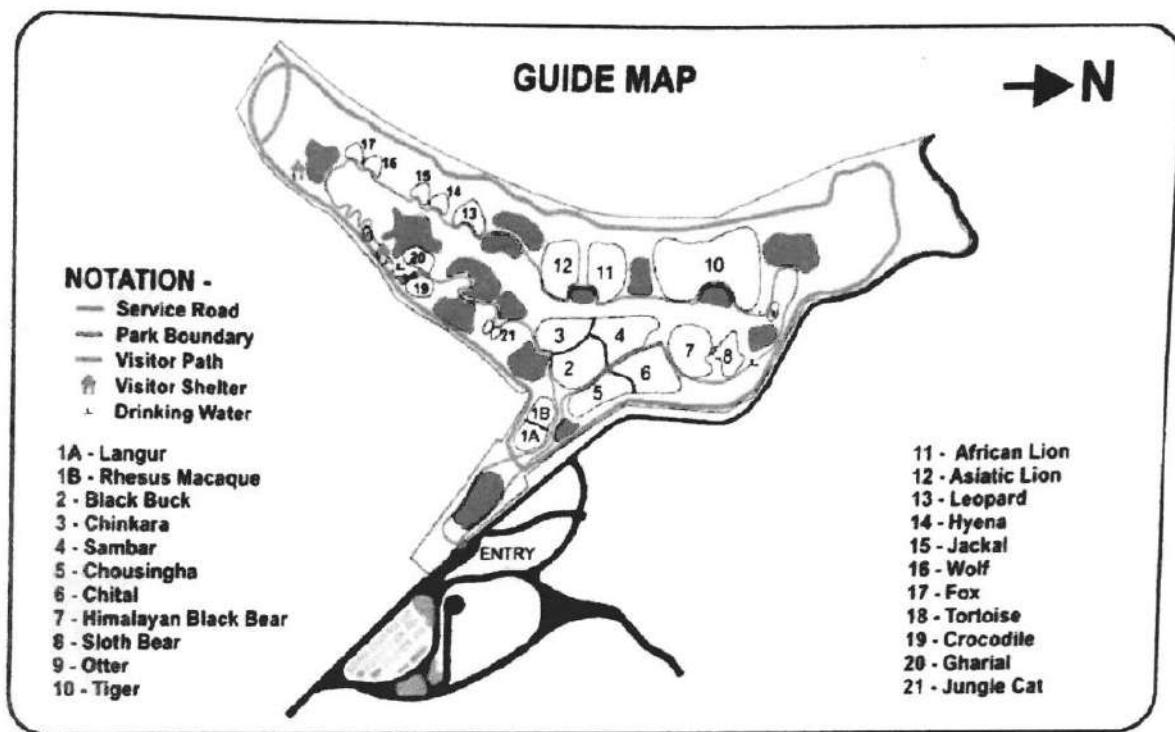 GUIDE MAP
N
17
16
15
14
13
12
11
10
20
19
21
3
4
7
8
2
6
5
1B
1A
ENTRY
NOTATION -
Service Road
Park Boundary
Visitor Path
Visitor Shelter
Drinking Water
1A - Langur
1B - Rhesus Macaque
2 - Black Buck
3 - Chinkara
4 - Sambar
5 - Chousingha
6 - Chital
7 - Himalayan Black Bear
8 - Sloth Bear
9 - Otter
10 - Tiger
11 - African Lion
12 - Asiatic Lion
13 - Leopard
14 - Hyena
15 - Jackal
16 - Wolf
17 - Fox
18 - Tortoise
19 - Crocodile
20 - Gharial
21 - Jungle Cat